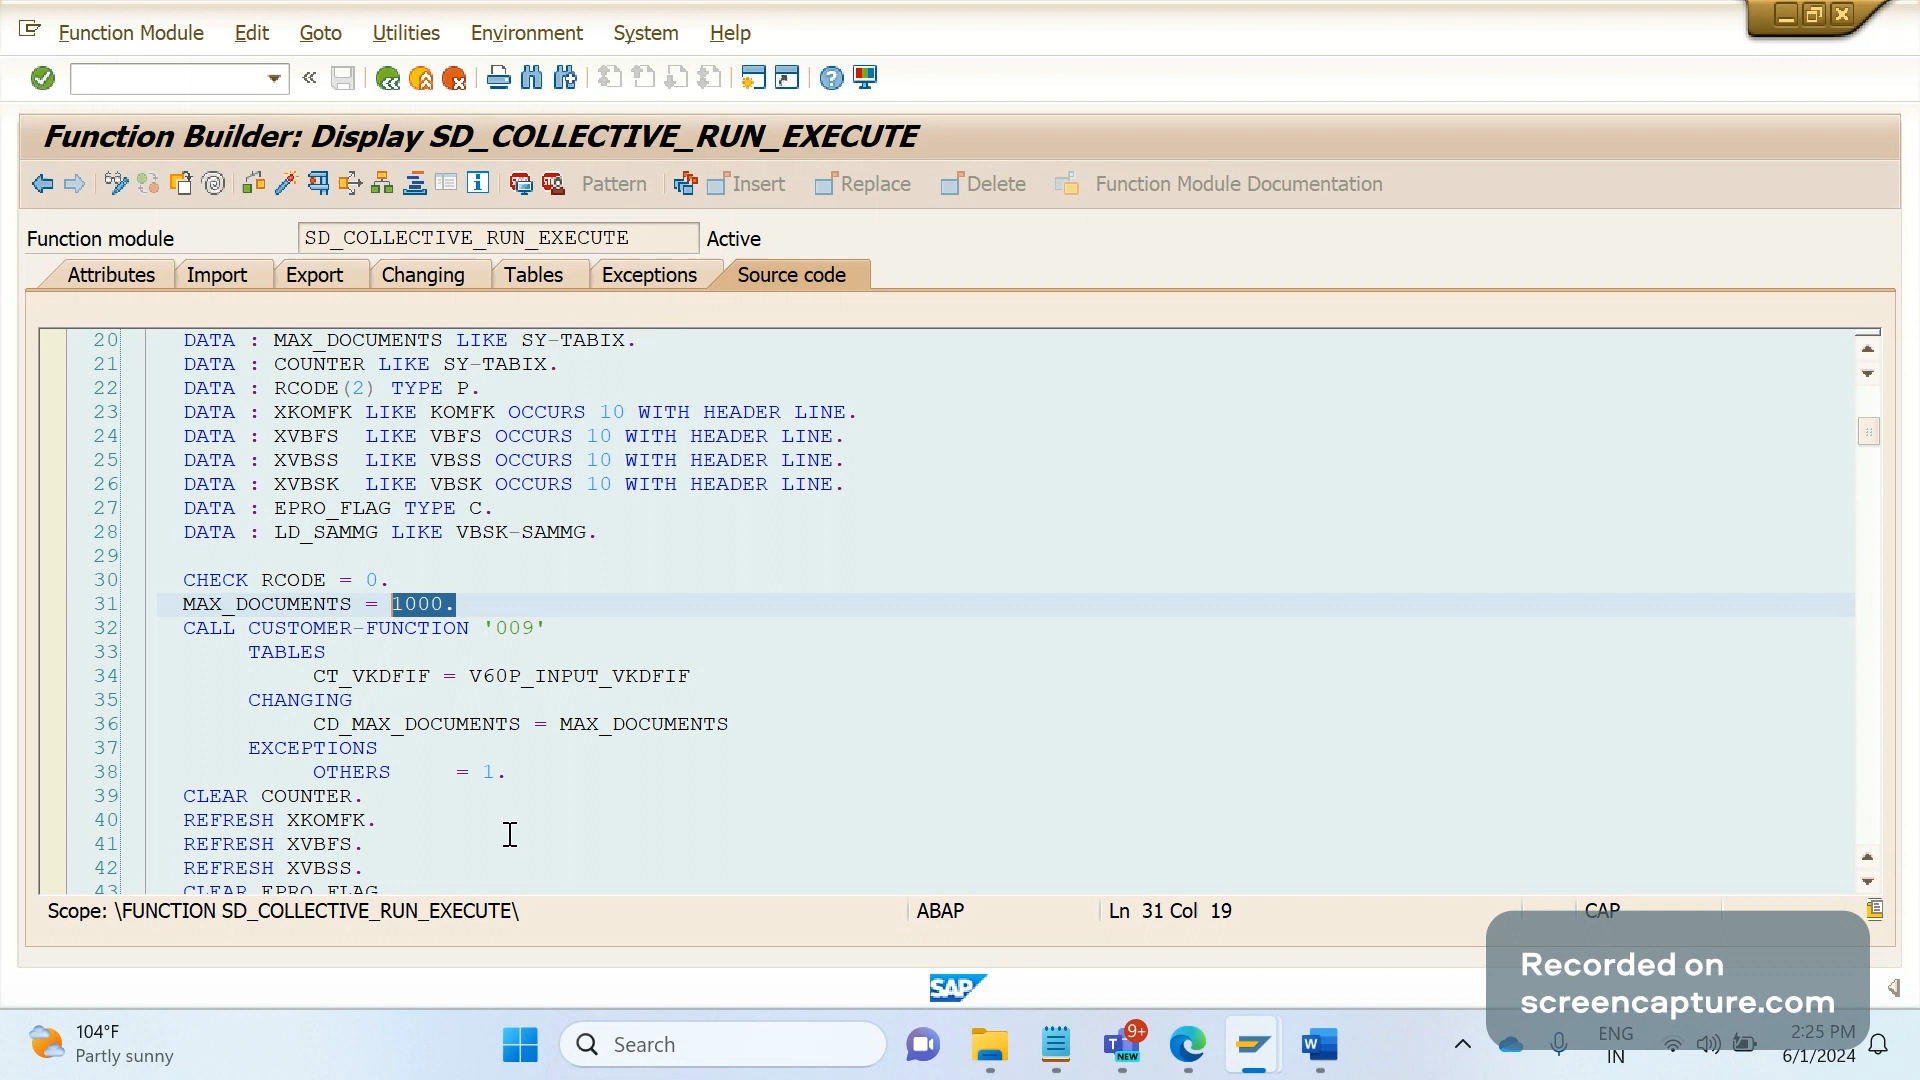 Function Module Edit Goto Utilities Environment System Help
Function Builder: Display SD_COLLECTIVE_RUN_EXECUTE
Pattern Insert Replace Delete Function Module Documentation
Function module SD_COLLECTIVE_RUN_EXECUTE Active
Attributes Import Export Changing Tables Exceptions Source code
20 DATA : MAX_DOCUMENTS LIKE SY-TABIX.
21 DATA : COUNTER LIKE SY-TABIX.
22 DATA : RCODE(2) TYPE P.
23 DATA : XKOMFK LIKE KOMFK OCCURS 10 WITH HEADER LINE.
24 DATA : XVBFS  LIKE VBFS OCCURS 10 WITH HEADER LINE.
25 DATA : XVBSS  LIKE VBSS OCCURS 10 WITH HEADER LINE.
26 DATA : XVBSK  LIKE VBSK OCCURS 10 WITH HEADER LINE.
27 DATA : EPRO_FLAG TYPE C.
28 DATA : LD_SAMMG LIKE VBSK-SAMMG.
29
30 CHECK RCODE = 0.
31 MAX_DOCUMENTS = 1000.
32 CALL CUSTOMER-FUNCTION '009'
33 TABLES
34 CT_VKDFIF = V60P_INPUT_VKDFIF
35 CHANGING
36 CD_MAX_DOCUMENTS = MAX_DOCUMENTS
37 EXCEPTIONS
38 OTHERS = 1.
39 CLEAR COUNTER.
40 REFRESH XKOMFK.
41 REFRESH XVBFS.
42 REFRESH XVBSS.
43 CLEAR EPRO_FLAG
Scope: \FUNCTION SD_COLLECTIVE_RUN_EXECUTE\ ABAP Ln 31 Col 19 CAP
Recorded on
screencapture.com
SAP
104°F
Partly sunny
Search
9+
NEW
ENG
IN
2:25 PM
6/1/2024